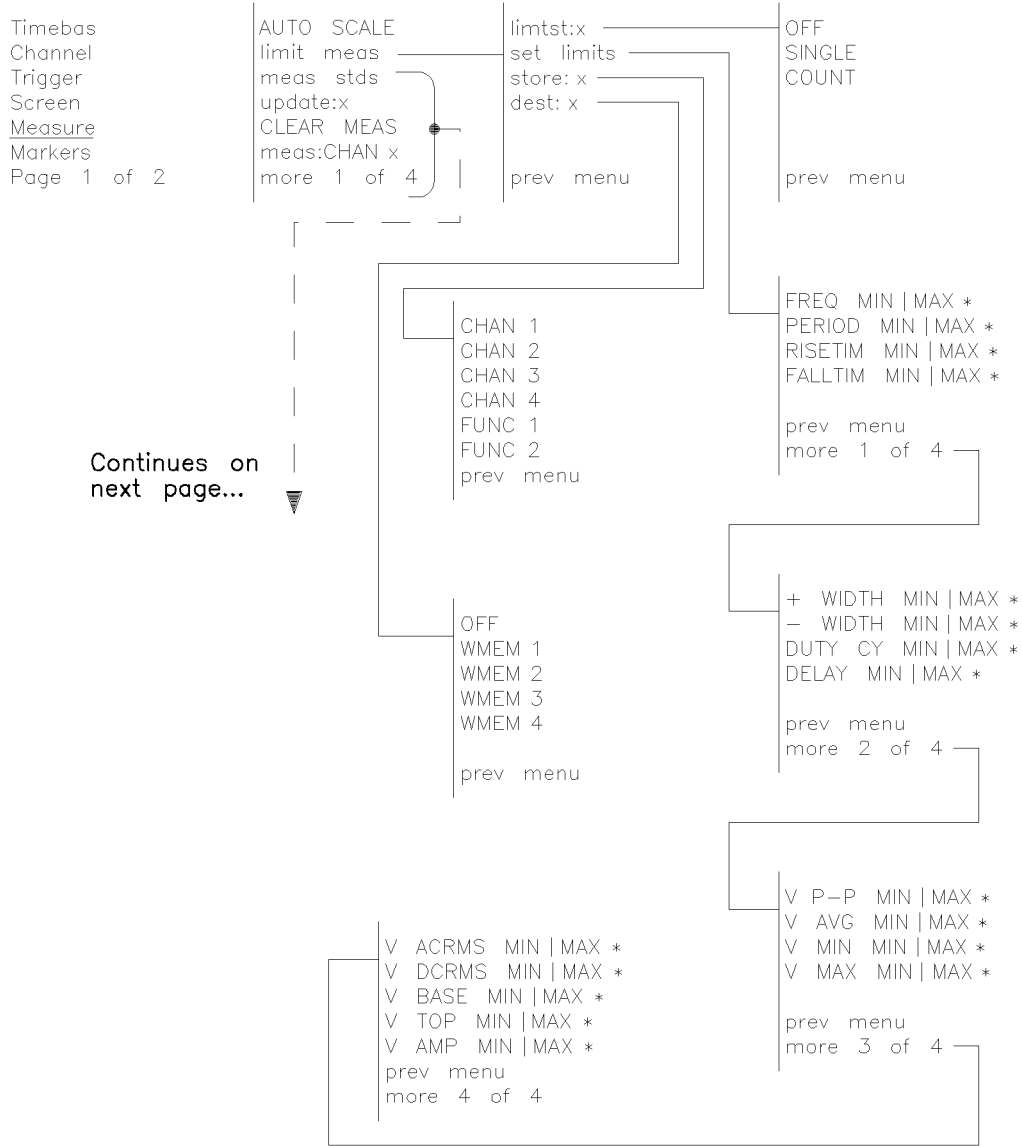 Timebas
Channel
Trigger
Screen
Measure
Markers
Page 1 of 2
AUTO SCALE
limit meas
meas stds
update:x
CLEAR MEAS
meas:CHAN x
more 1 of 4
limtst:x
set limits
store: x
dest: x
prev menu
OFF
SINGLE
COUNT
prev menu
CHAN 1
CHAN 2
CHAN 3
CHAN 4
FUNC 1
FUNC 2
prev menu
FREQ MIN|MAX *
PERIOD MIN|MAX *
RISETIM MIN|MAX *
FALLTIM MIN|MAX *
prev menu
more 1 of 4
Continues on
next page...
OFF
WMEM 1
WMEM 2
WMEM 3
WMEM 4
prev menu
+ WIDTH MIN|MAX *
− WIDTH MIN|MAX *
DUTY CY MIN|MAX *
DELAY MIN|MAX *
prev menu
more 2 of 4
V P−P MIN|MAX *
V AVG MIN|MAX *
V MIN MIN|MAX *
V MAX MIN|MAX *
prev menu
more 3 of 4
V ACRMS MIN|MAX *
V DCRMS MIN|MAX *
V BASE MIN|MAX *
V TOP MIN|MAX *
V AMP MIN|MAX *
prev menu
more 4 of 4